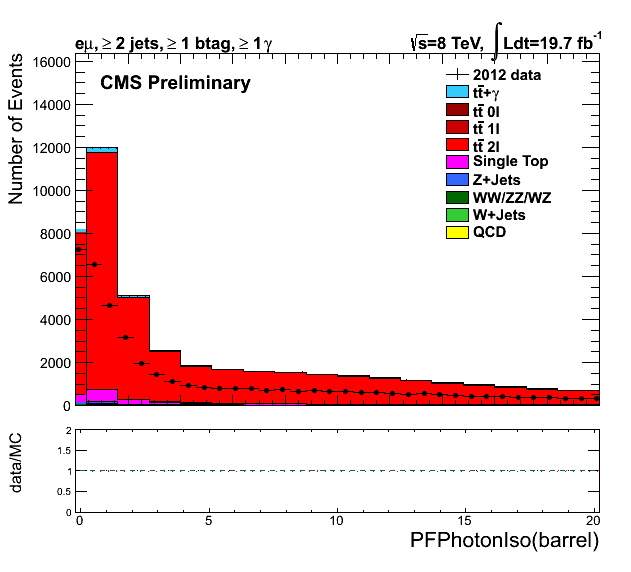 eμ, ≥ 2 jets, ≥ 1 btag, ≥ 1 γ
√s=8 TeV, ∫ Ldt=19.7 fb⁻¹
CMS Preliminary
2012 data
tt̄+γ
tt̄ 0l
tt̄ 1l
tt̄ 2l
Single Top
Z+Jets
WW/ZZ/WZ
W+Jets
QCD
Number of Events
16000
14000
12000
10000
8000
6000
4000
2000
0
data/MC
2
1.5
1
0.5
0
0 5 10 15 20
PFPhotonIso(barrel)